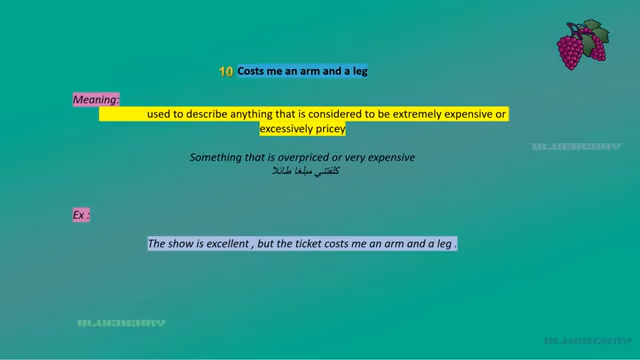 10 Costs me an arm and a leg
Meaning:
used to describe anything that is considered to be extremely expensive or
excessively pricey
BLUEBERRY
Something that is overpriced or very expensive
كلفتني مبلغا طائلا
Ex :
The show is excellent , but the ticket costs me an arm and a leg .
BLUEBERRY
BLUEBERRY